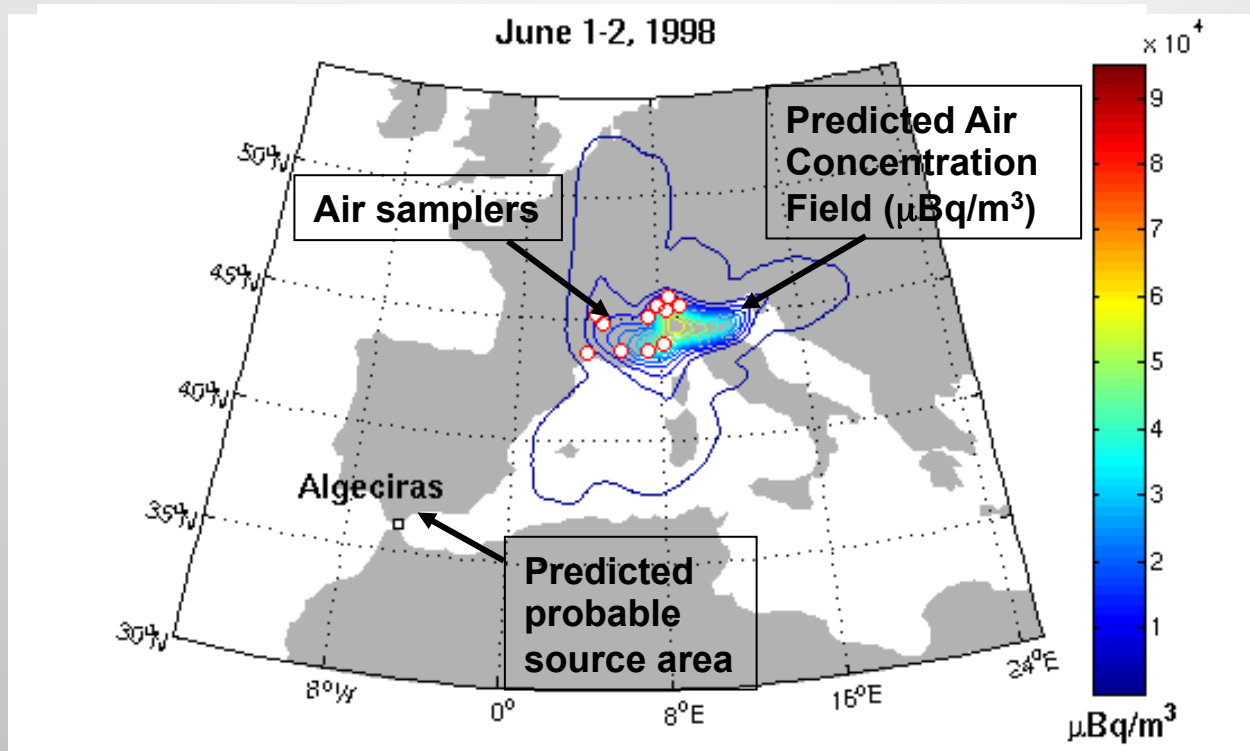 June 1-2, 1998
× 10⁴
Predicted Air
Concentration
Field (μBq/m³)
Air samplers
Algeciras
Predicted
probable
source area
50°N
45°N
40°N
35°N
30°N
8°W
0°
8°E
16°E
24°E
9
8
7
6
5
4
3
2
1
μBq/m³